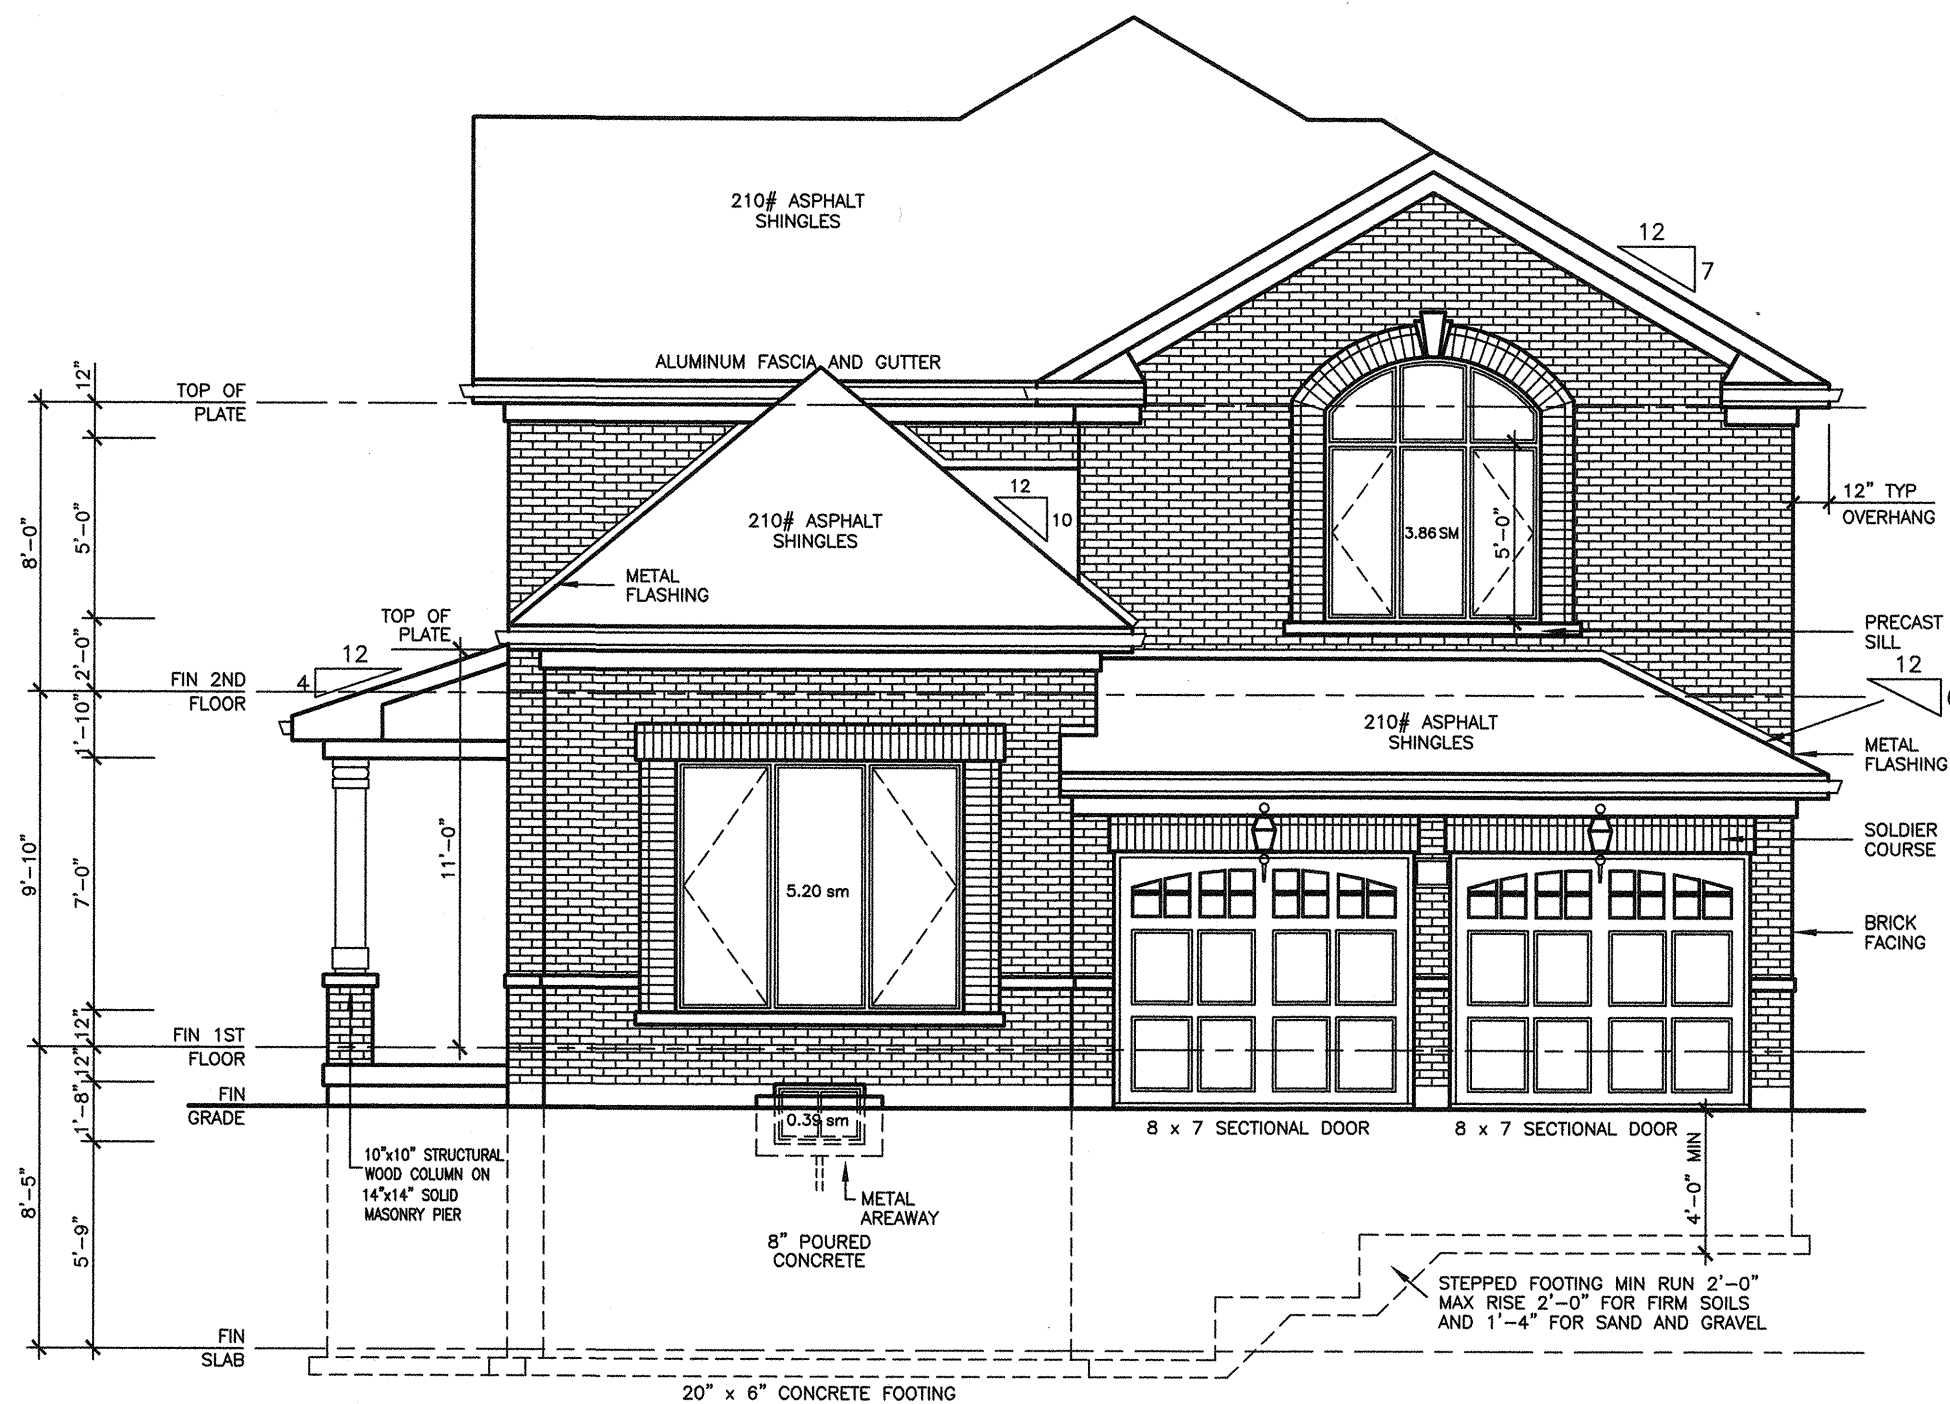 210# ASPHALT
SHINGLES
12
7
ALUMINUM FASCIA AND GUTTER
12"
TOP OF
PLATE
8'-0"
5'-0"
2'-0"
12
10
210# ASPHALT
SHINGLES
METAL
FLASHING
3.86 SM
5'-0"
12" TYP
OVERHANG
PRECAST
SILL
TOP OF
PLATE
12
4
FIN 2ND
FLOOR
1'-10"
12
210# ASPHALT
SHINGLES
METAL
FLASHING
9'-10"
7'-0"
11'-0"
5.20 sm
SOLDIER
COURSE
BRICK
FACING
12"
FIN 1ST
FLOOR
12"
FIN
GRADE
1'-8"
0.39 sm
8 x 7 SECTIONAL DOOR
8 x 7 SECTIONAL DOOR
10"x10" STRUCTURAL
WOOD COLUMN ON
14"x14" SOLID
MASONRY PIER
METAL
AREAWAY
8" POURED
CONCRETE
4'-0" MIN
8'-5"
5'-9"
STEPPED FOOTING MIN RUN 2'-0"
MAX RISE 2'-0" FOR FIRM SOILS
AND 1'-4" FOR SAND AND GRAVEL
FIN
SLAB
20" x 6" CONCRETE FOOTING